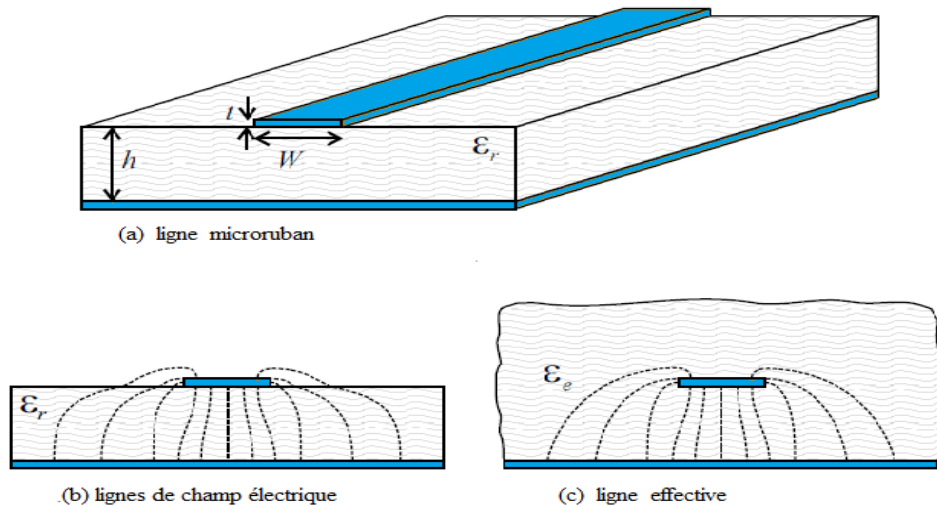 t
h
W
εr
(a) ligne microruban
εr
εe
.(b) lignes de champ électrique
(c) ligne effective